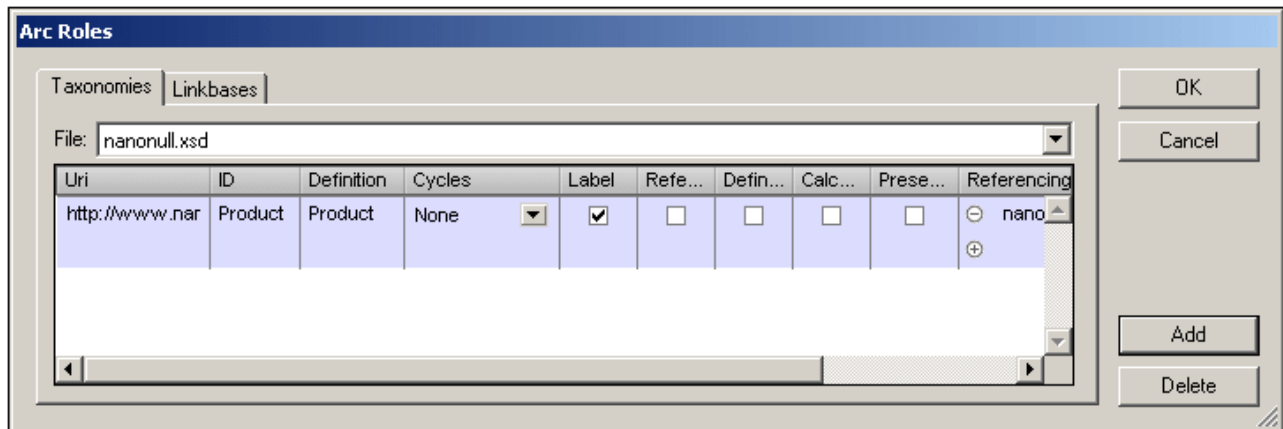 Arc Roles
Taxonomies Linkbases
OK
File: nanonull.xsd
Cancel
Uri ID Definition Cycles Label Refe... Defin... Calc... Prese... Referencing
http://www.nar Product Product None nano
Add
Delete